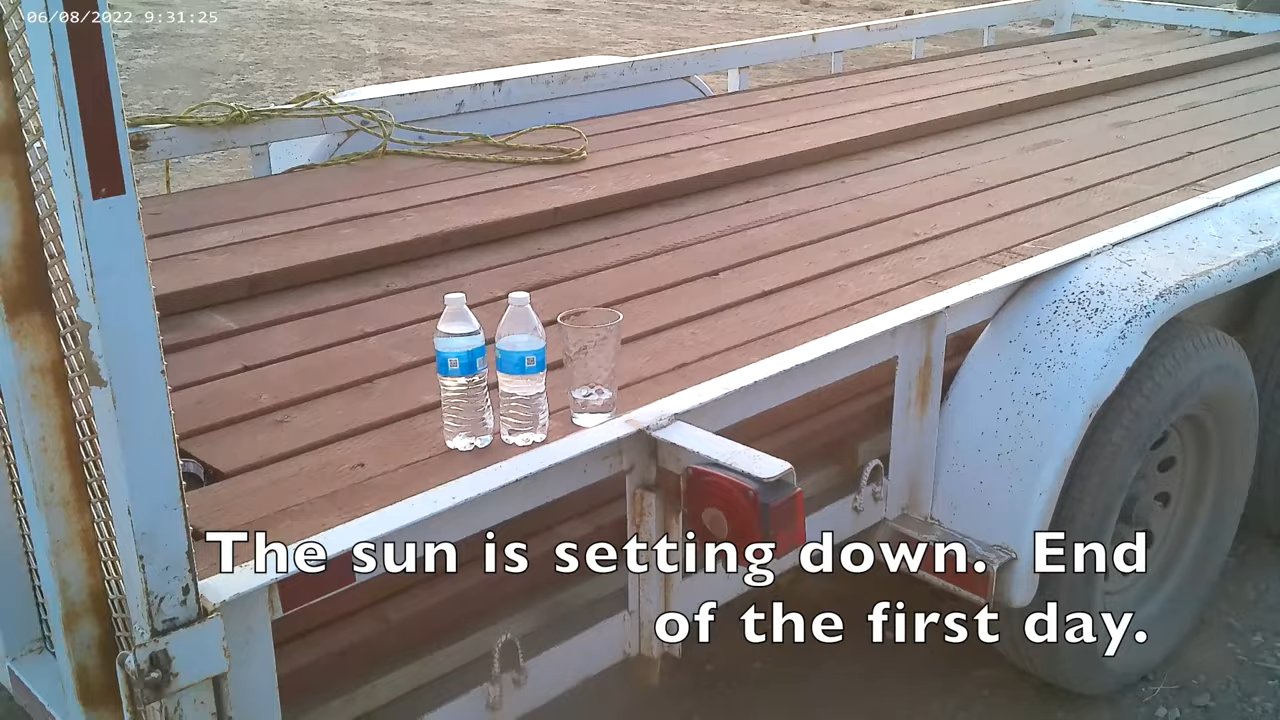 06/08/2022 9:31:25
The sun is setting down. End
of the first day.